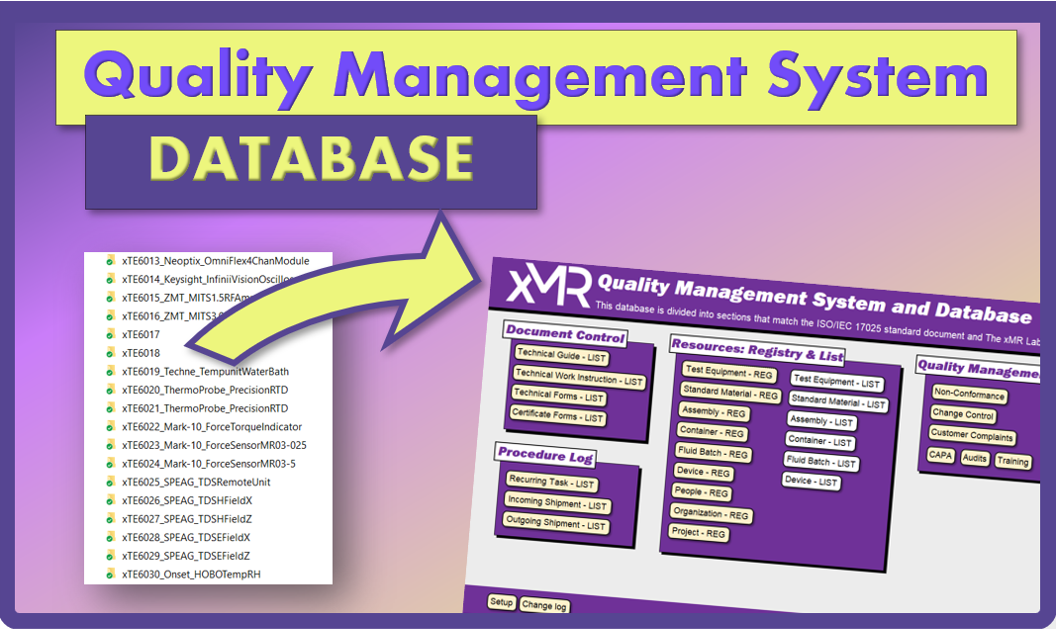 Quality Management System
DATABASE
xTE6013_Neoptix_OmniFlex4ChanModule
xTE6014_Keysight_InfiniiVisionOscillo
xTE6015_ZMT_MITS1.5RFAm
xTE6016_ZMT_MITS3.0
xTE6017
xTE6018
xTE6019_Techne_TempunitWaterBath
xTE6020_ThermoProbe_PrecisionRTD
xTE6021_ThermoProbe_PrecisionRTD
xTE6022_Mark-10_ForceTorqueIndicator
xTE6023_Mark-10_ForceSensorMR03-025
xTE6024_Mark-10_ForceSensorMR03-5
xTE6025_SPEAG_TDSRemoteUnit
xTE6026_SPEAG_TDSHFieldX
xTE6027_SPEAG_TDSHFieldZ
xTE6028_SPEAG_TDSEFieldX
xTE6029_SPEAG_TDSEFieldZ
xTE6030_Onset_HOBOTempRH
xMR Quality Management System and Database
This database is divided into sections that match the ISO/IEC 17025 standard document and The xMR Lab
Document Control
Technical Guide - LIST
Technical Work Instruction - LIST
Technical Forms - LIST
Certificate Forms - LIST
Procedure Log
Recurring Task - LIST
Incoming Shipment - LIST
Outgoing Shipment - LIST
Resources: Registry & List
Test Equipment - REG
Test Equipment - LIST
Standard Material - REG
Standard Material - LIST
Assembly - REG
Assembly - LIST
Container - REG
Container - LIST
Fluid Batch - REG
Fluid Batch - LIST
Device - REG
Device - LIST
People - REG
Organization - REG
Project - REG
Quality Manageme
Non-Conformance
Change Control
Customer Complaints
CAPA Audits Training
Setup Change log